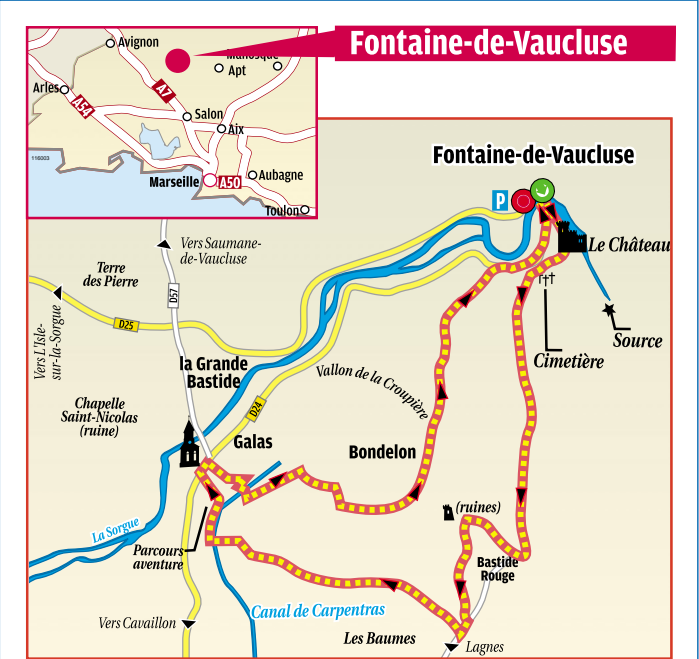 Fontaine-de-Vaucluse
Avignon
Manosque
Apt
Arles
A7
A54
Salon
Aix
116003
Marseille
A50
Aubagne
Toulon
Fontaine-de-Vaucluse
P
Le Château
Vers Saumane-
de-Vaucluse
Terre
des Pierre
D57
D25
Vers L'Isle-
sur-la-Sorgue
Source
Cimetière
la Grande
Bastide
Vallon de la Croupière
Chapelle
Saint-Nicolas
(ruine)
D24
Galas
Bondelon
(ruines)
La Sorgue
Parcours
aventure
Bastide
Rouge
Canal de Carpentras
Vers Cavaillon
Les Baumes
Lagnes